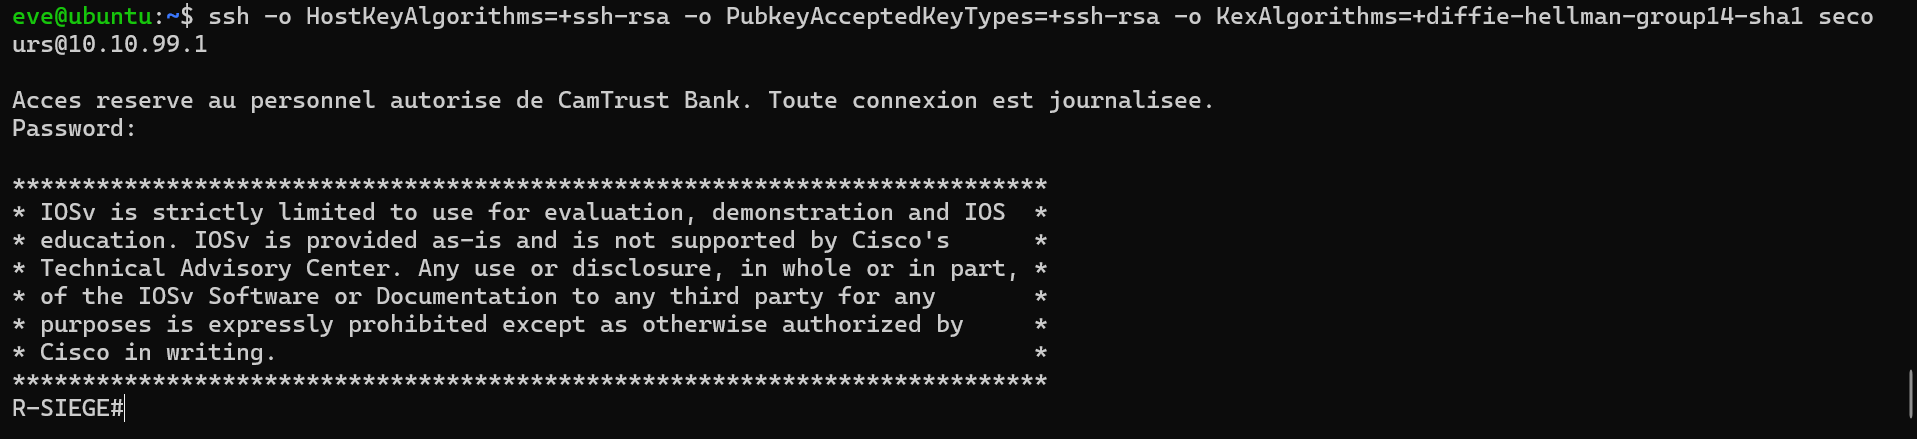 eve@ubuntu:~$ ssh -o HostKeyAlgorithms=+ssh-rsa -o PubkeyAcceptedKeyTypes=+ssh-rsa -o KexAlgorithms=+diffie-hellman-group14-sha1 seco
urs@10.10.99.1
Acces reserve au personnel autorise de CamTrust Bank. Toute connexion est journalisee.
Password:
**************************************************************************
* IOSv is strictly limited to use for evaluation, demonstration and IOS  *
* education. IOSv is provided as-is and is not supported by Cisco's      *
* Technical Advisory Center. Any use or disclosure, in whole or in part, *
* of the IOSv Software or Documentation to any third party for any       *
* purposes is expressly prohibited except as otherwise authorized by     *
* Cisco in writing.                                                      *
**************************************************************************
R-SIEGE#